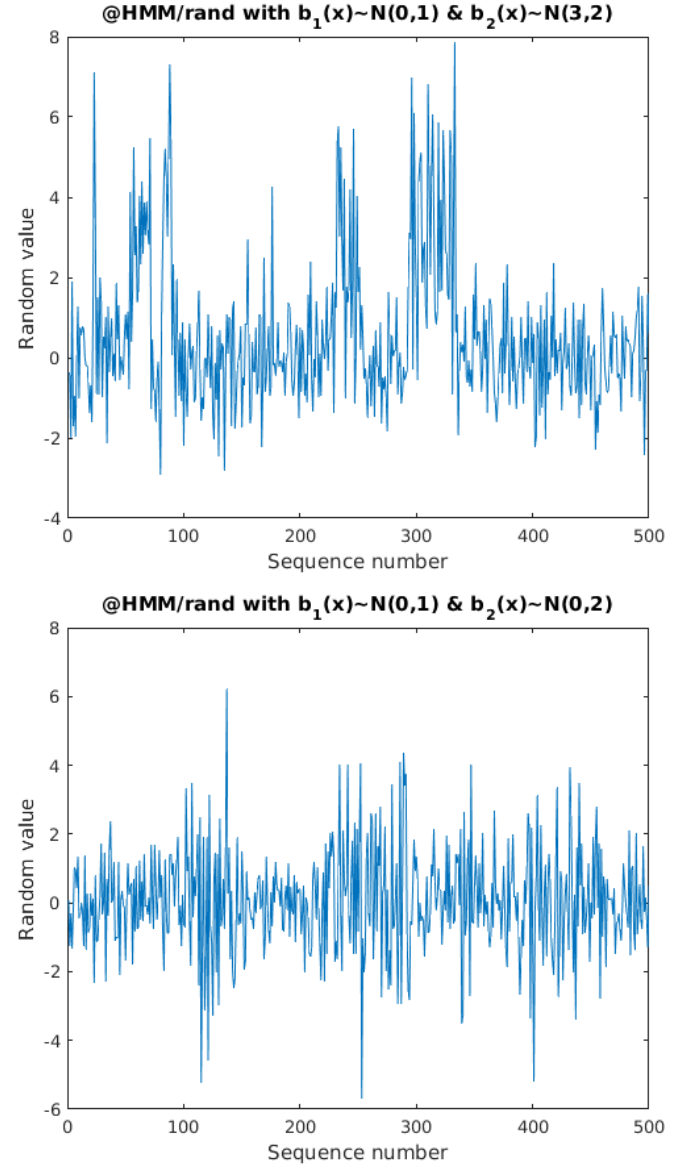 @HMM/rand with b1(x)~N(0,1) & b2(x)~N(3,2)
8
6
4
2
0
-2
-4
Random value
0 100 200 300 400 500
Sequence number
@HMM/rand with b1(x)~N(0,1) & b2(x)~N(0,2)
8
6
4
2
0
-2
-4
-6
Random value
0 100 200 300 400 500
Sequence number